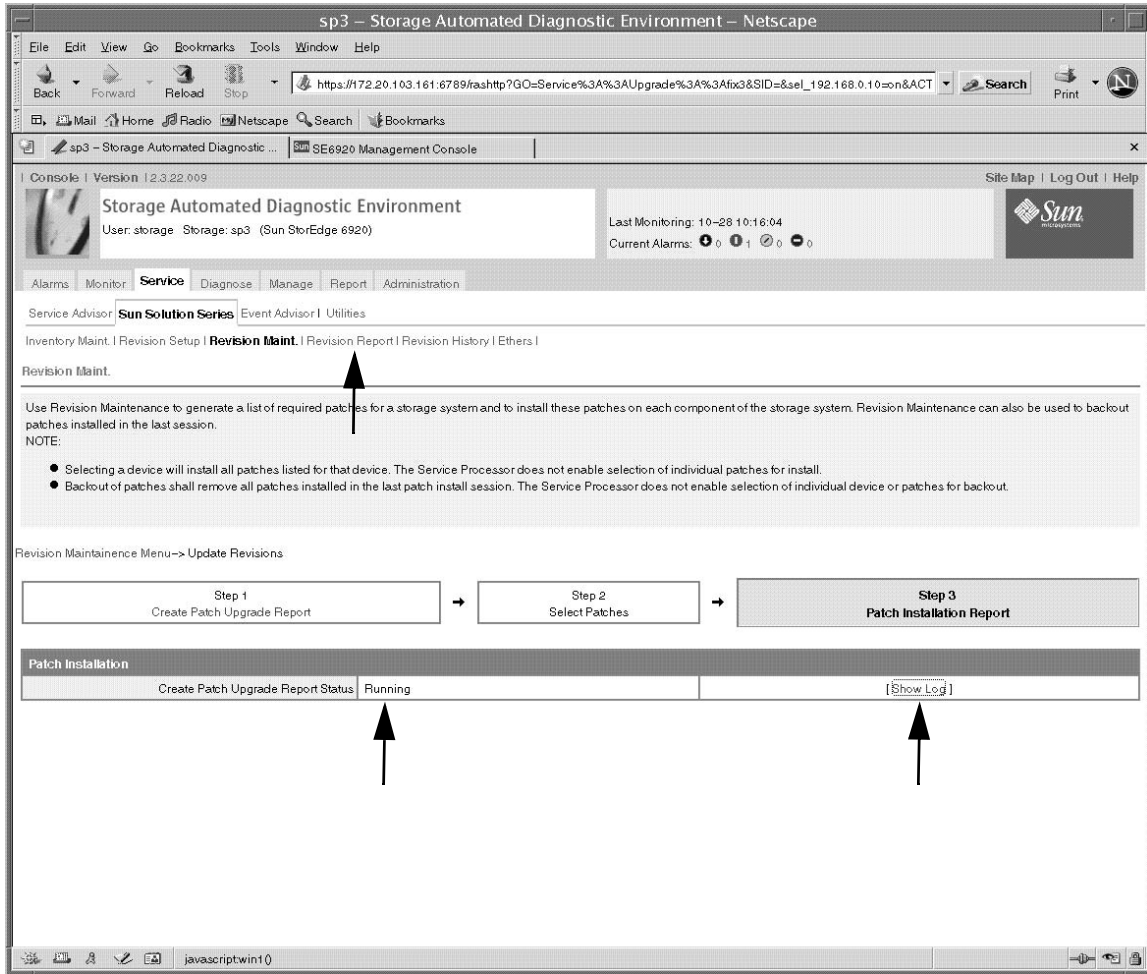 sp3 – Storage Automated Diagnostic Environment – Netscape
File Edit View Go Bookmarks Tools Window Help
Back Forward Reload Stop
https://172.20.103.161:6789/rashttp?GO=Service%3A%3AUpgrade%3A%3Afix3&SID=&sel_192.168.0.10=on&ACT
Search Print N
Mail Home Radio Netscape Search Bookmarks
sp3 – Storage Automated Diagnostic ... Sun SE6920 Management Console x
| Console | Version | 2.3.22.009 Site Map | Log Out | Help
Storage Automated Diagnostic Environment
User: storage Storage: sp3 (Sun StorEdge 6920)
Last Monitoring: 10–28 10:16:04
Current Alarms: 0 1 0 0
Sun
microsystems
Alarms Monitor Service Diagnose Manage Report Administration
Service Advisor Sun Solution Series Event Advisor | Utilities
Inventory Maint. | Revision Setup | Revision Maint. | Revision Report | Revision History | Ethers |
Revision Maint.
Use Revision Maintenance to generate a list of required patches for a storage system and to install these patches on each component of the storage system. Revision Maintenance can also be used to backout
patches installed in the last session.
NOTE:
● Selecting a device will install all patches listed for that device. The Service Processor does not enable selection of individual patches for install.
● Backout of patches shall remove all patches installed in the last patch install session. The Service Processor does not enable selection of individual device or patches for backout.
Revision Maintainence Menu–> Update Revisions
Step 1
Create Patch Upgrade Report
Step 2
Select Patches
Step 3
Patch Installation Report
Patch Installation
Create Patch Upgrade Report Status Running [ Show Log ]
javascript:win1()